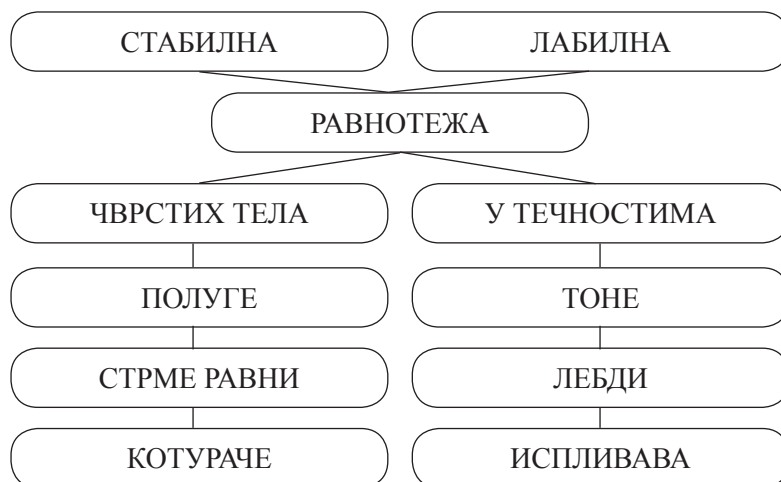 СТАБИЛНА
ЛАБИЛНА
РАВНОТЕЖА
ЧВРСТИХ ТЕЛА
У ТЕЧНОСТИМА
ПОЛУГЕ
ТОНЕ
СТРМЕ РАВНИ
ЛЕБДИ
КОТУРАЧЕ
ИСПЛИВАВА